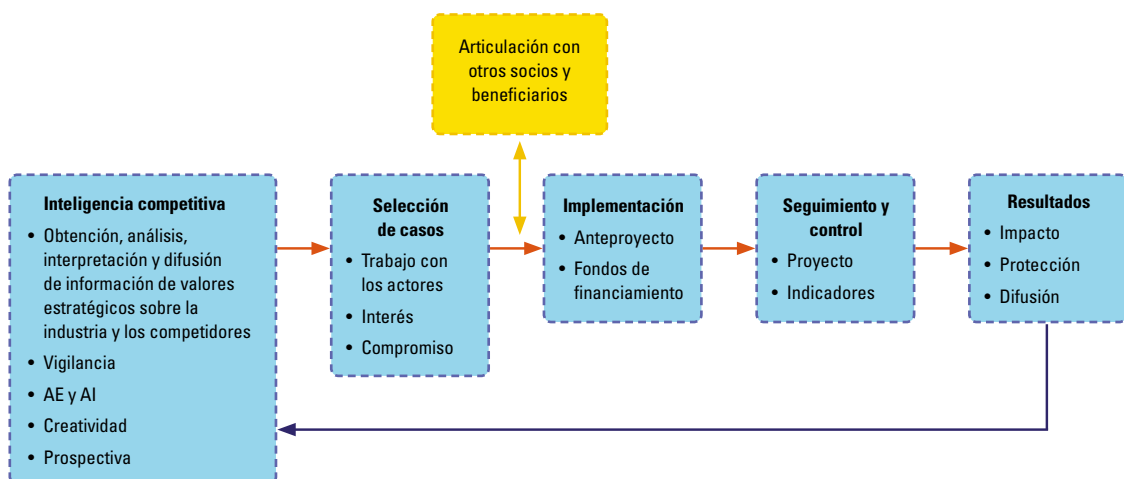 Articulación con
otros socios y
beneficiarios
Inteligencia competitiva
• Obtención, análisis,
interpretación y difusión
de información de valores
estratégicos sobre la
industria y los competidores
• Vigilancia
• AE y AI
• Creatividad
• Prospectiva
Selección
de casos
• Trabajo con
los actores
• Interés
• Compromiso
Implementación
• Anteproyecto
• Fondos de
financiamiento
Seguimiento y
control
• Proyecto
• Indicadores
Resultados
• Impacto
• Protección
• Difusión